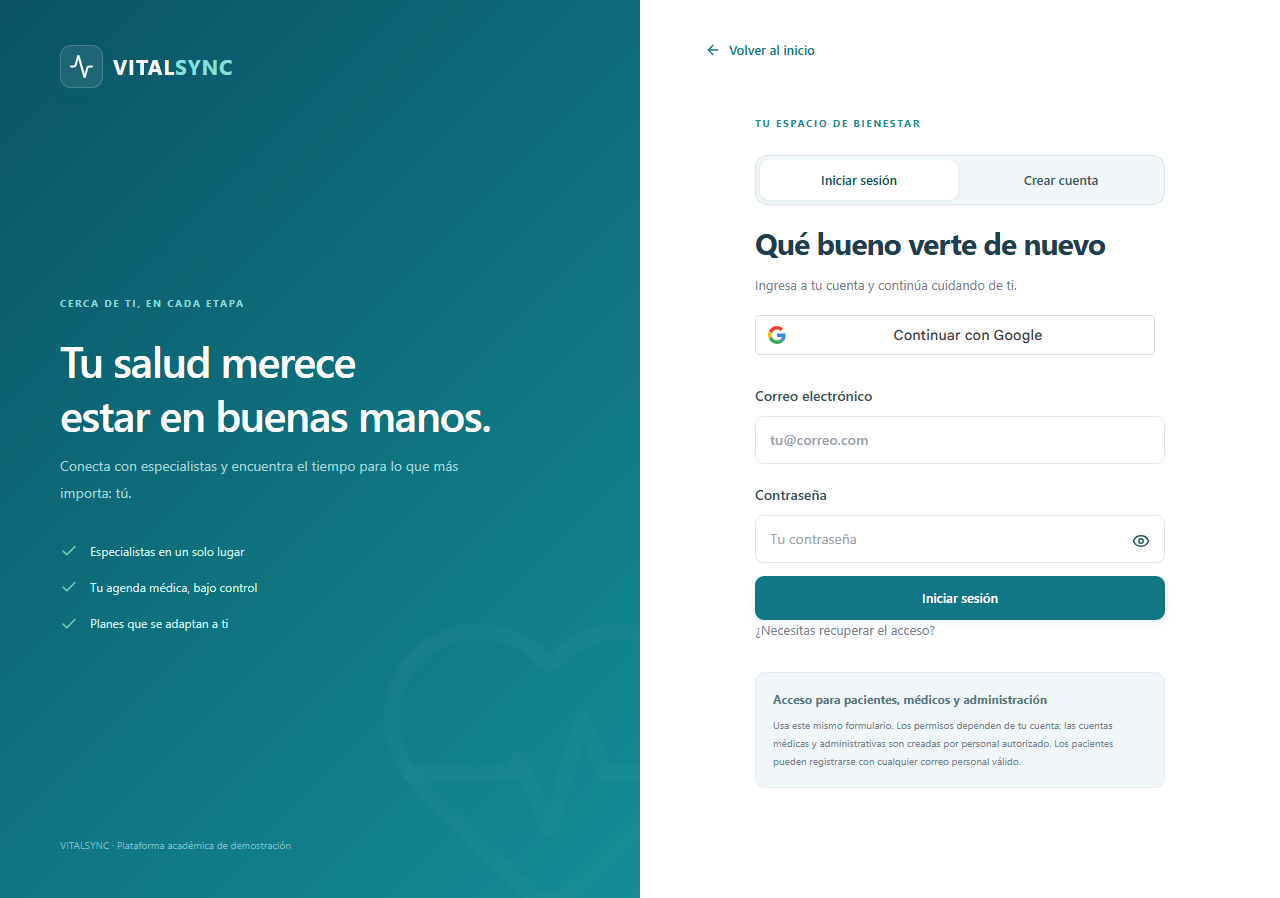 VITALSYNC
CERCA DE TI, EN CADA ETAPA
Tu salud merece
estar en buenas manos.
Conecta con especialistas y encuentra el tiempo para lo que más
importa: tú.
Especialistas en un solo lugar
Tu agenda médica, bajo control
Planes que se adaptan a ti
VITALSYNC · Plataforma académica de demostración
Volver al inicio
TU ESPACIO DE BIENESTAR
Iniciar sesión
Crear cuenta
Qué bueno verte de nuevo
Ingresa a tu cuenta y continúa cuidando de ti.
Continuar con Google
Correo electrónico
tu@correo.com
Contraseña
Tu contraseña
Iniciar sesión
¿Necesitas recuperar el acceso?
Acceso para pacientes, médicos y administración
Usa este mismo formulario. Los permisos dependen de tu cuenta; las cuentas
médicas y administrativas son creadas por personal autorizado. Los pacientes
pueden registrarse con cualquier correo personal válido.